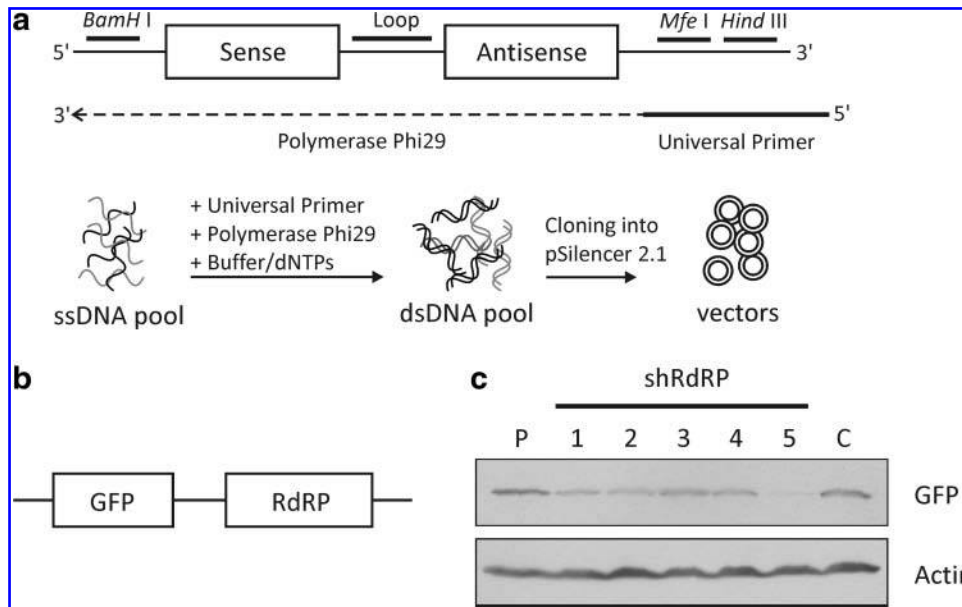 a
BamH I
Loop
Mfe I Hind III
5' Sense Antisense 3'
3' 5'
Polymerase Phi29 Universal Primer
+ Universal Primer
+ Polymerase Phi29
+ Buffer/dNTPs
Cloning into
pSilencer 2.1
ssDNA pool dsDNA pool vectors
b
GFP RdRP
c
shRdRP
P 1 2 3 4 5 C
GFP
Actin